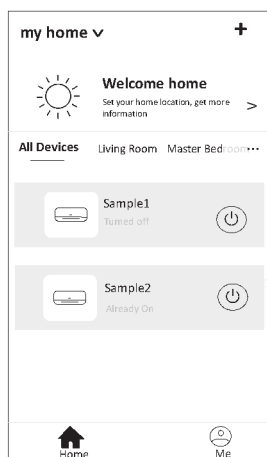 my home
Welcome home
Set your home location, get more
information
All Devices Living Room Master Bedroom
Sample1
Turned off
Sample2
Already On
Home
Me